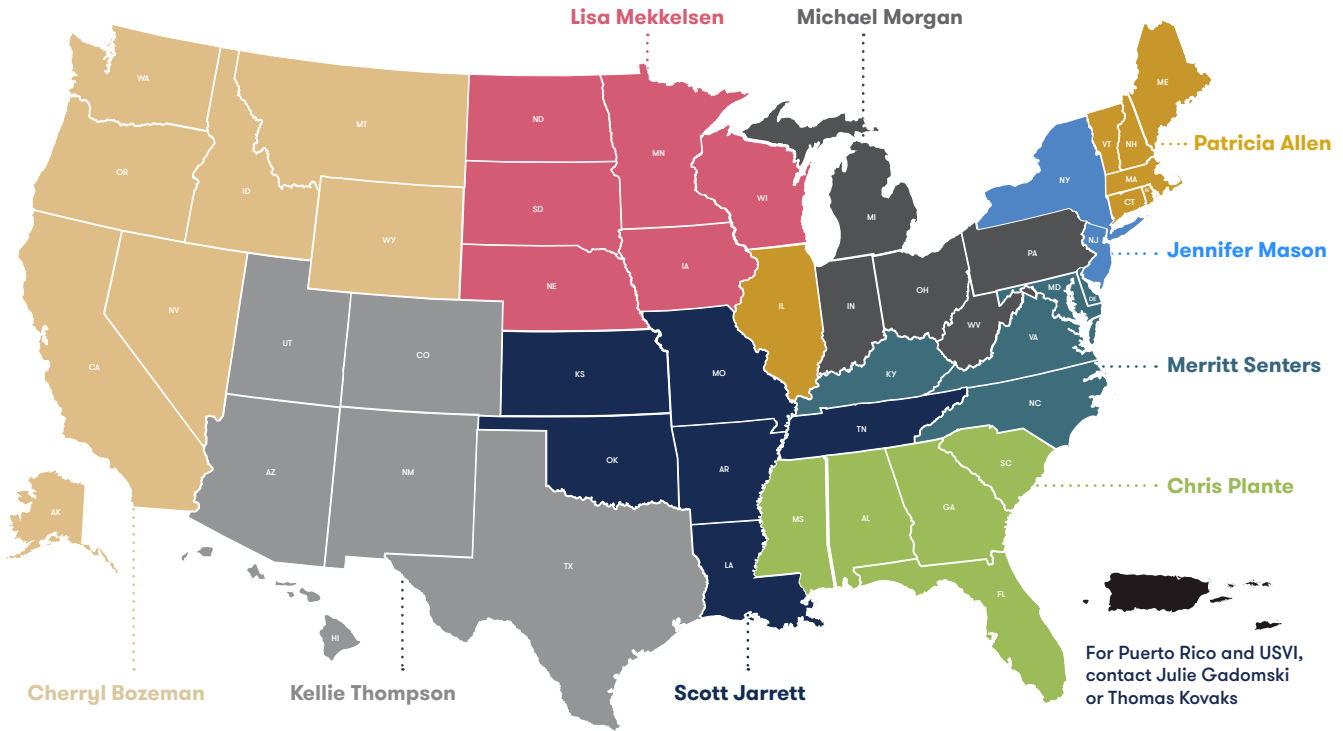 Lisa Mekkelsen
Michael Morgan
WA
MT
ND
MN
ME
OR
ID
SD
WI
MI
VT
NH
Patricia Allen
NY
MA
CT
WY
NE
IA
PA
NJ
Jennifer Mason
NV
UT
CO
IL
IN
OH
WV
MD
DE
VA
CA
KS
MO
KY
Merritt Senters
NC
AZ
NM
OK
AR
TN
SC
Chris Plante
AK
TX
LA
MS
AL
GA
FL
HI
For Puerto Rico and USVI,
contact Julie Gadomski
or Thomas Kovaks
Cherryl Bozeman
Kellie Thompson
Scott Jarrett